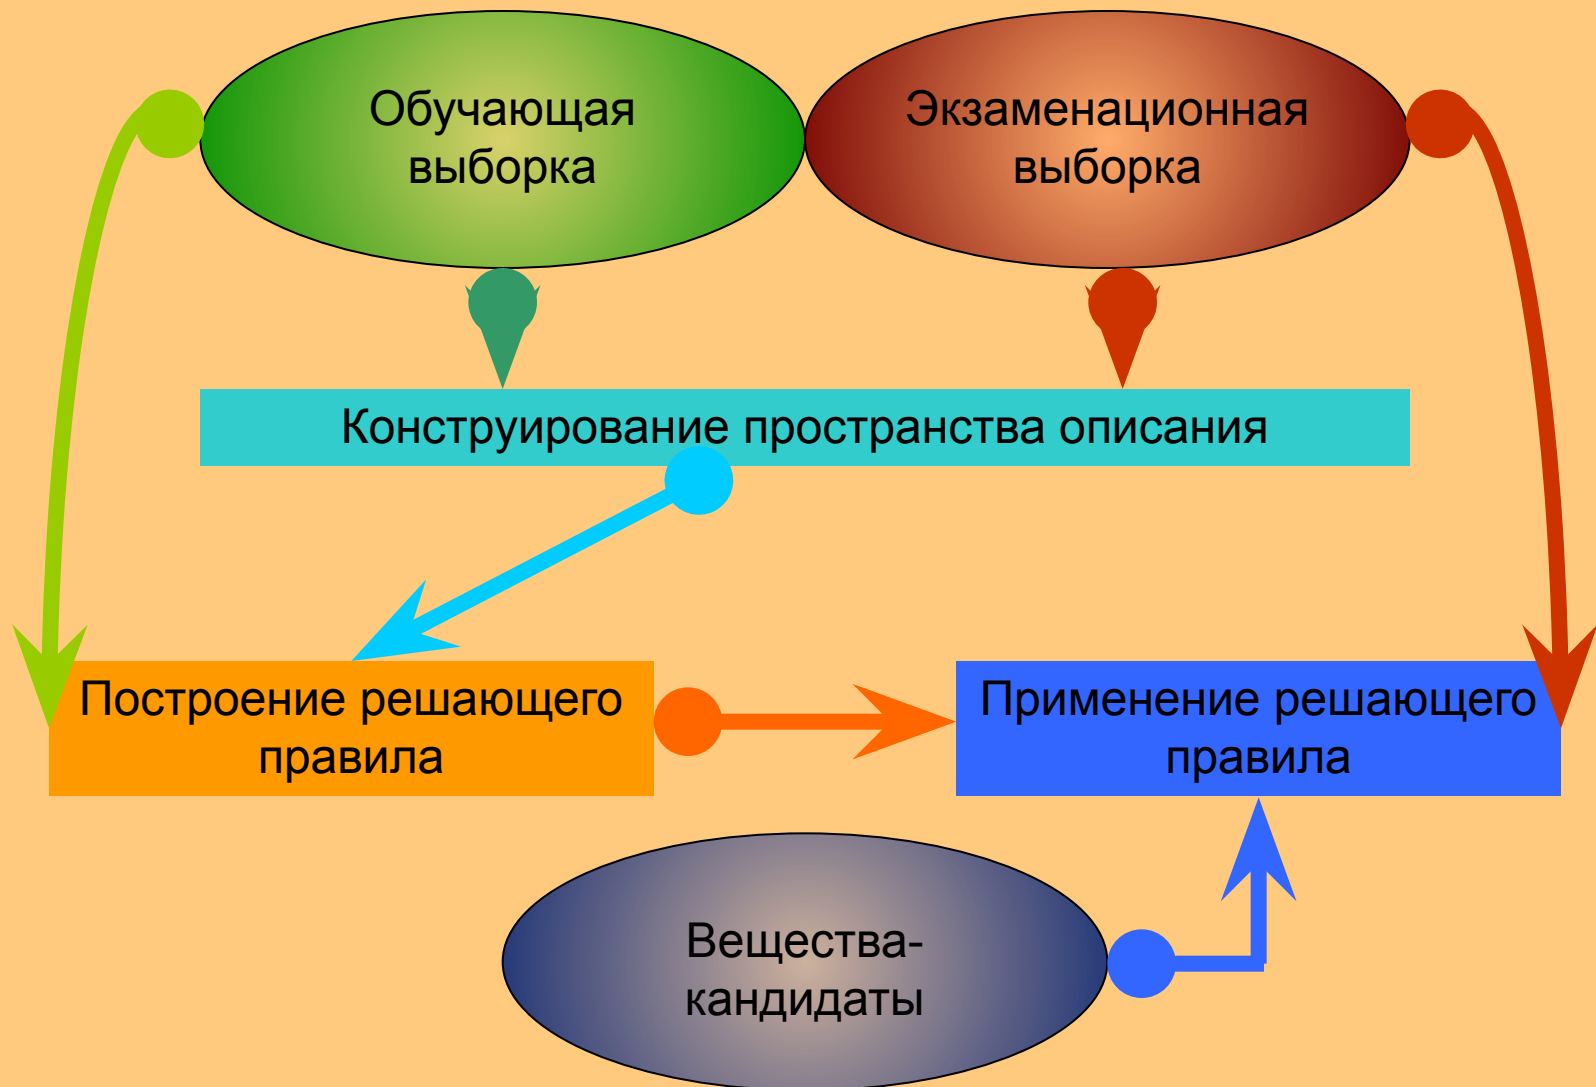 Обучающая
выборка
Экзаменационная
выборка
Конструирование пространства описания
Построение решающего
правила
Применение решающего
правила
Вещества-
кандидаты